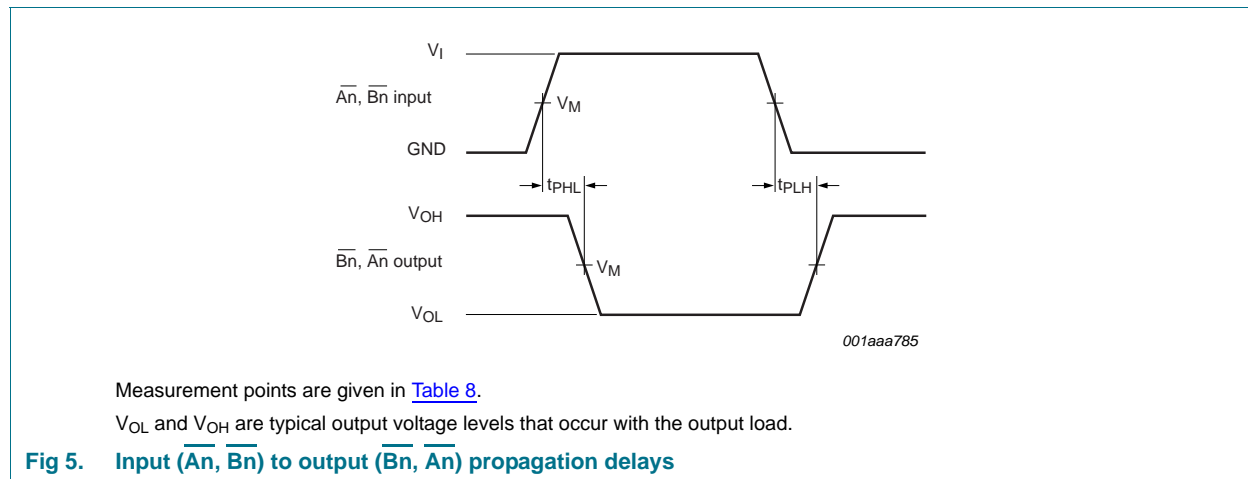 VI
An, Bn input
VM
GND
tPHL
tPLH
VOH
Bn, An output
VM
VOL
001aaa785
Measurement points are given in Table 8.
VOL and VOH are typical output voltage levels that occur with the output load.
Fig 5. Input (An, Bn) to output (Bn, An) propagation delays